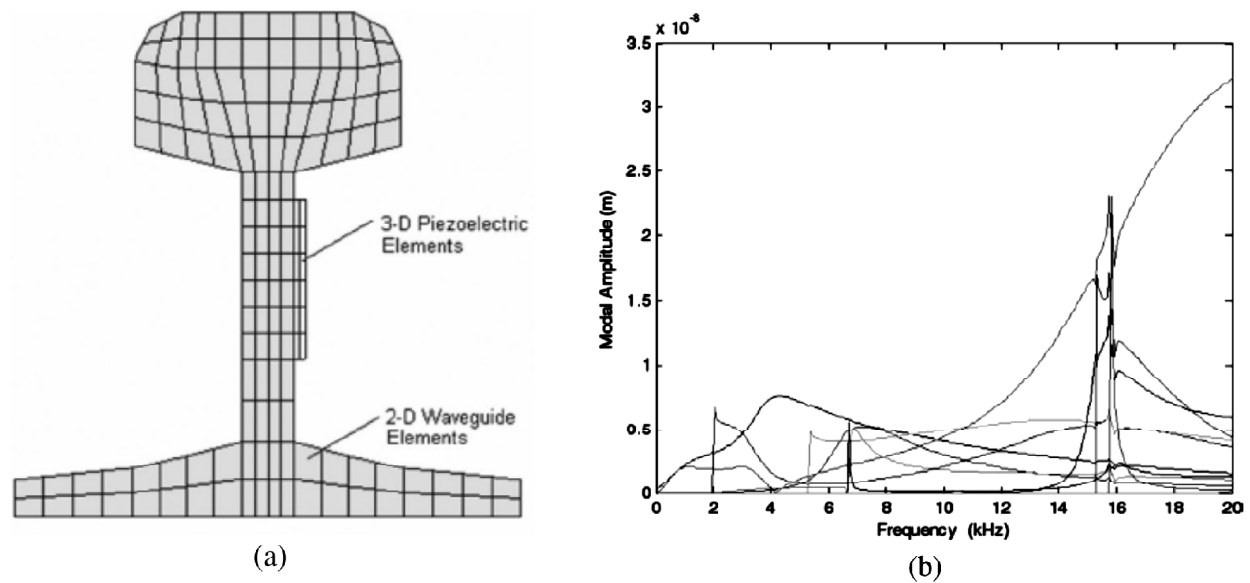 3-D Piezoelectric
Elements
2-D Waveguide
Elements
(a)
x 10⁻⁸
3.5
3
2.5
2
1.5
1
0.5
0
Modal Amplitude (m)
0 2 4 6 8 10 12 14 16 18 20
Frequency (kHz)
(b)